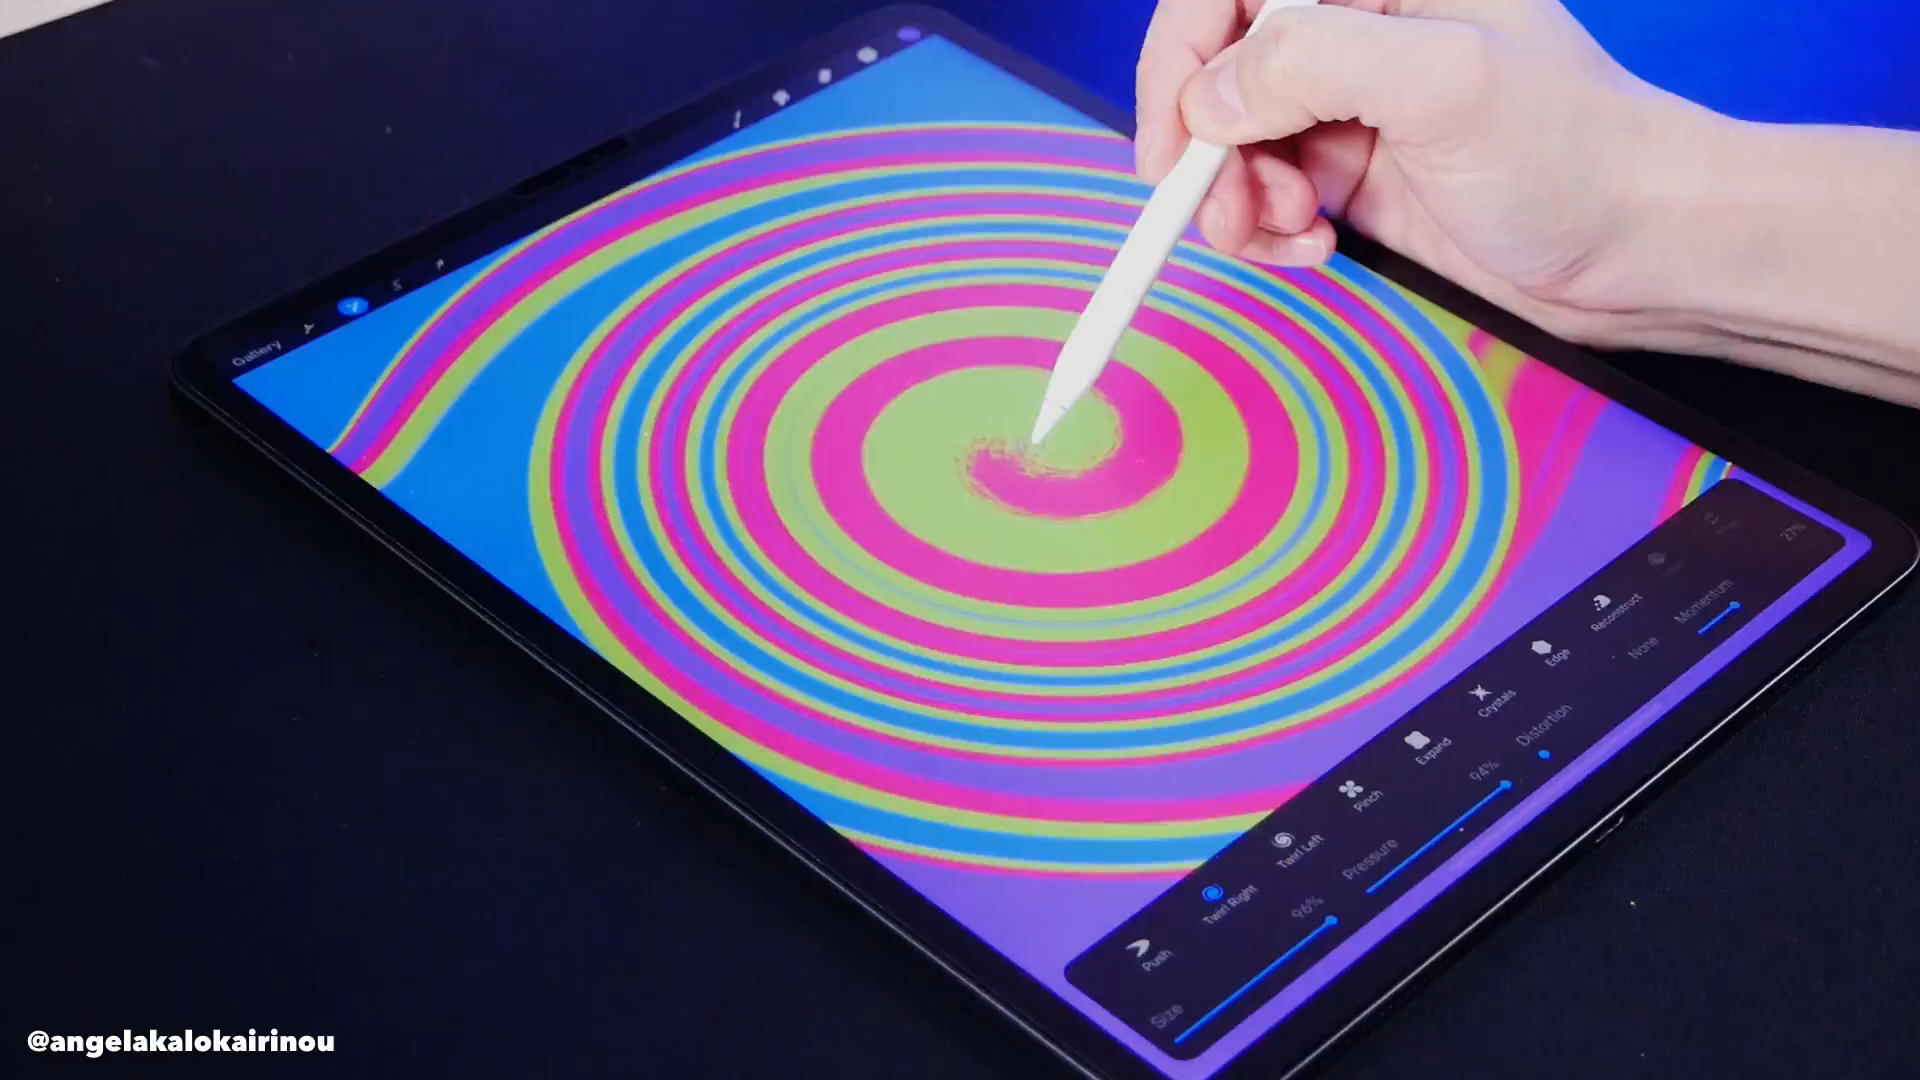 Gallery
27%
Push
Twirl Right
Twirl Left
Pinch
Expand
Crystals
Edge
Reconstruct
Size
96%
Pressure
94%
Distortion
None
Momentum
@angelakalokairinou